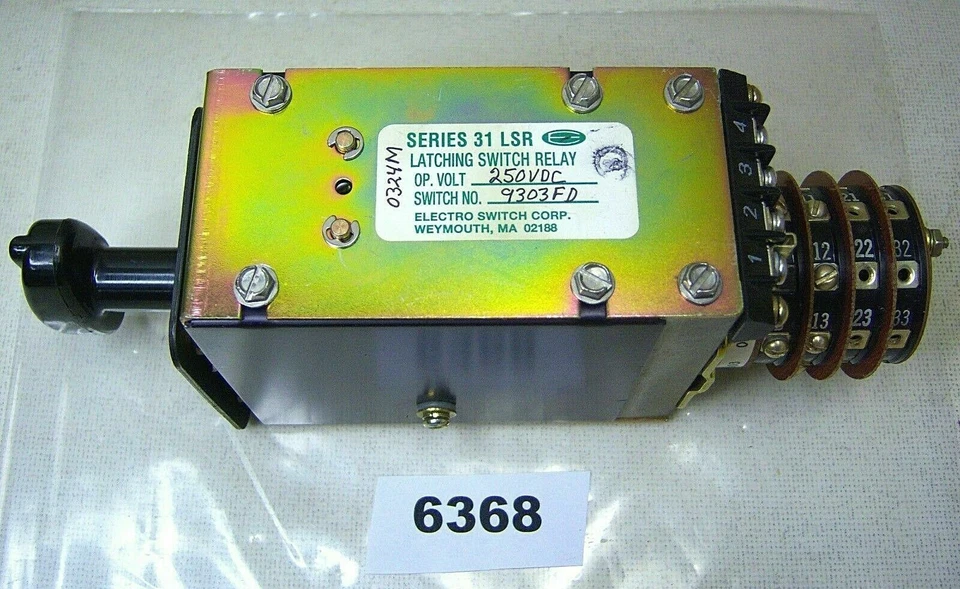 SERIES 31 LSR
LATCHING SWITCH RELAY
OP. VOLT 250VDC
SWITCH NO. 9303FD
ELECTRO SWITCH CORP.
WEYMOUTH, MA 02188
0324M
4
3
2
1
12 22 32
13 23 33
6368